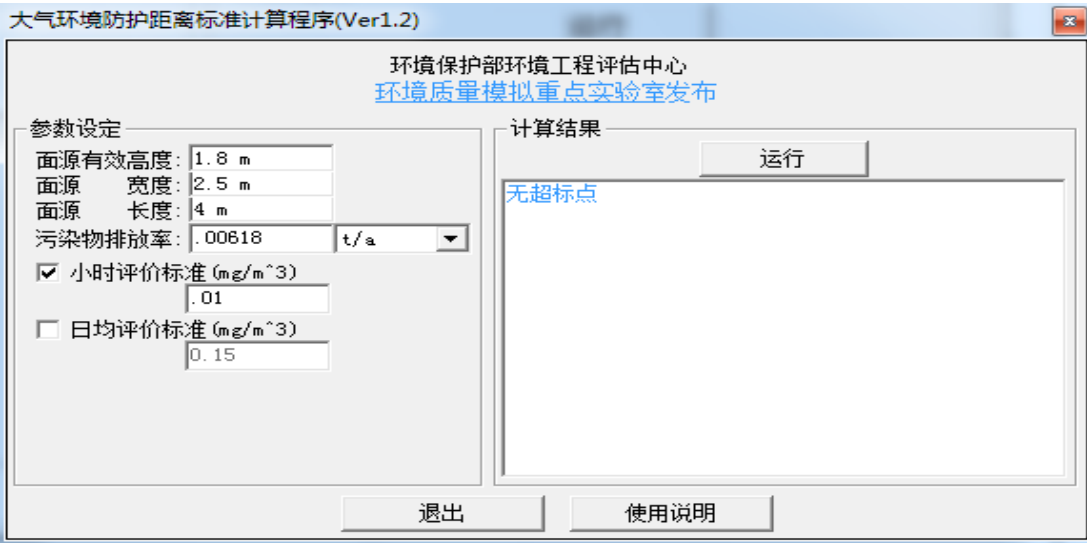 大气环境防护距离标准计算程序(Ver1.2)
环境保护部环境工程评估中心
环境质量模拟重点实验室发布
参数设定
面源有效高度: 1.8 m
面源 宽度: 2.5 m
面源 长度: 4 m
污染物排放率: .00618 t/a
小时评价标准(mg/m^3)
.01
日均评价标准(mg/m^3)
0.15
计算结果
运行
无超标点
退出
使用说明